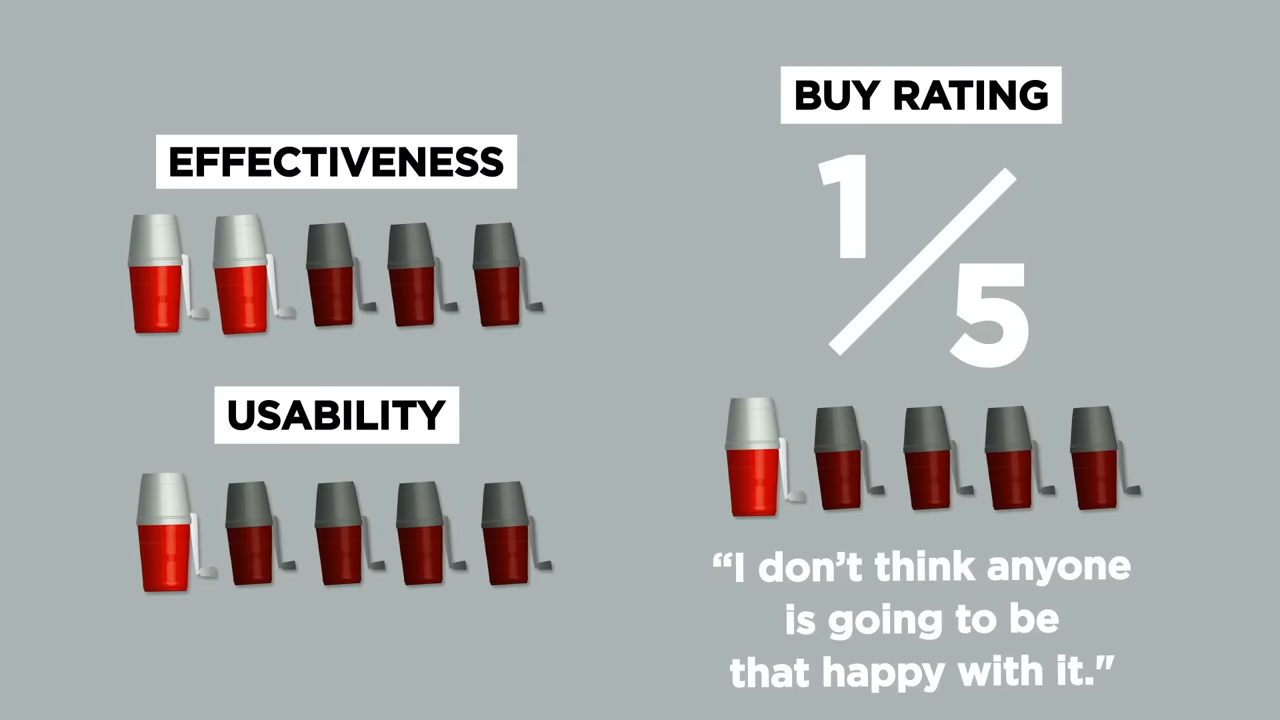 EFFECTIVENESS
USABILITY
BUY RATING
1/5
“I don’t think anyone
is going to be
that happy with it."